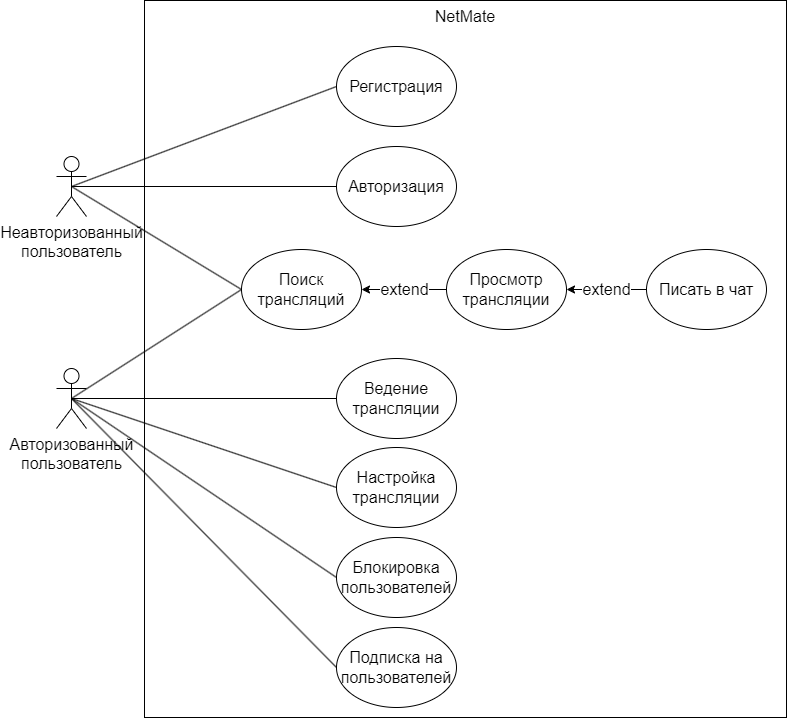 NetMate
Регистрация
Авторизация
Неавторизованный
пользователь
Поиск
трансляций
extend
Просмотр
трансляции
extend
Писать в чат
Авторизованный
пользователь
Ведение
трансляции
Настройка
трансляции
Блокировка
пользователей
Подписка на
пользователей